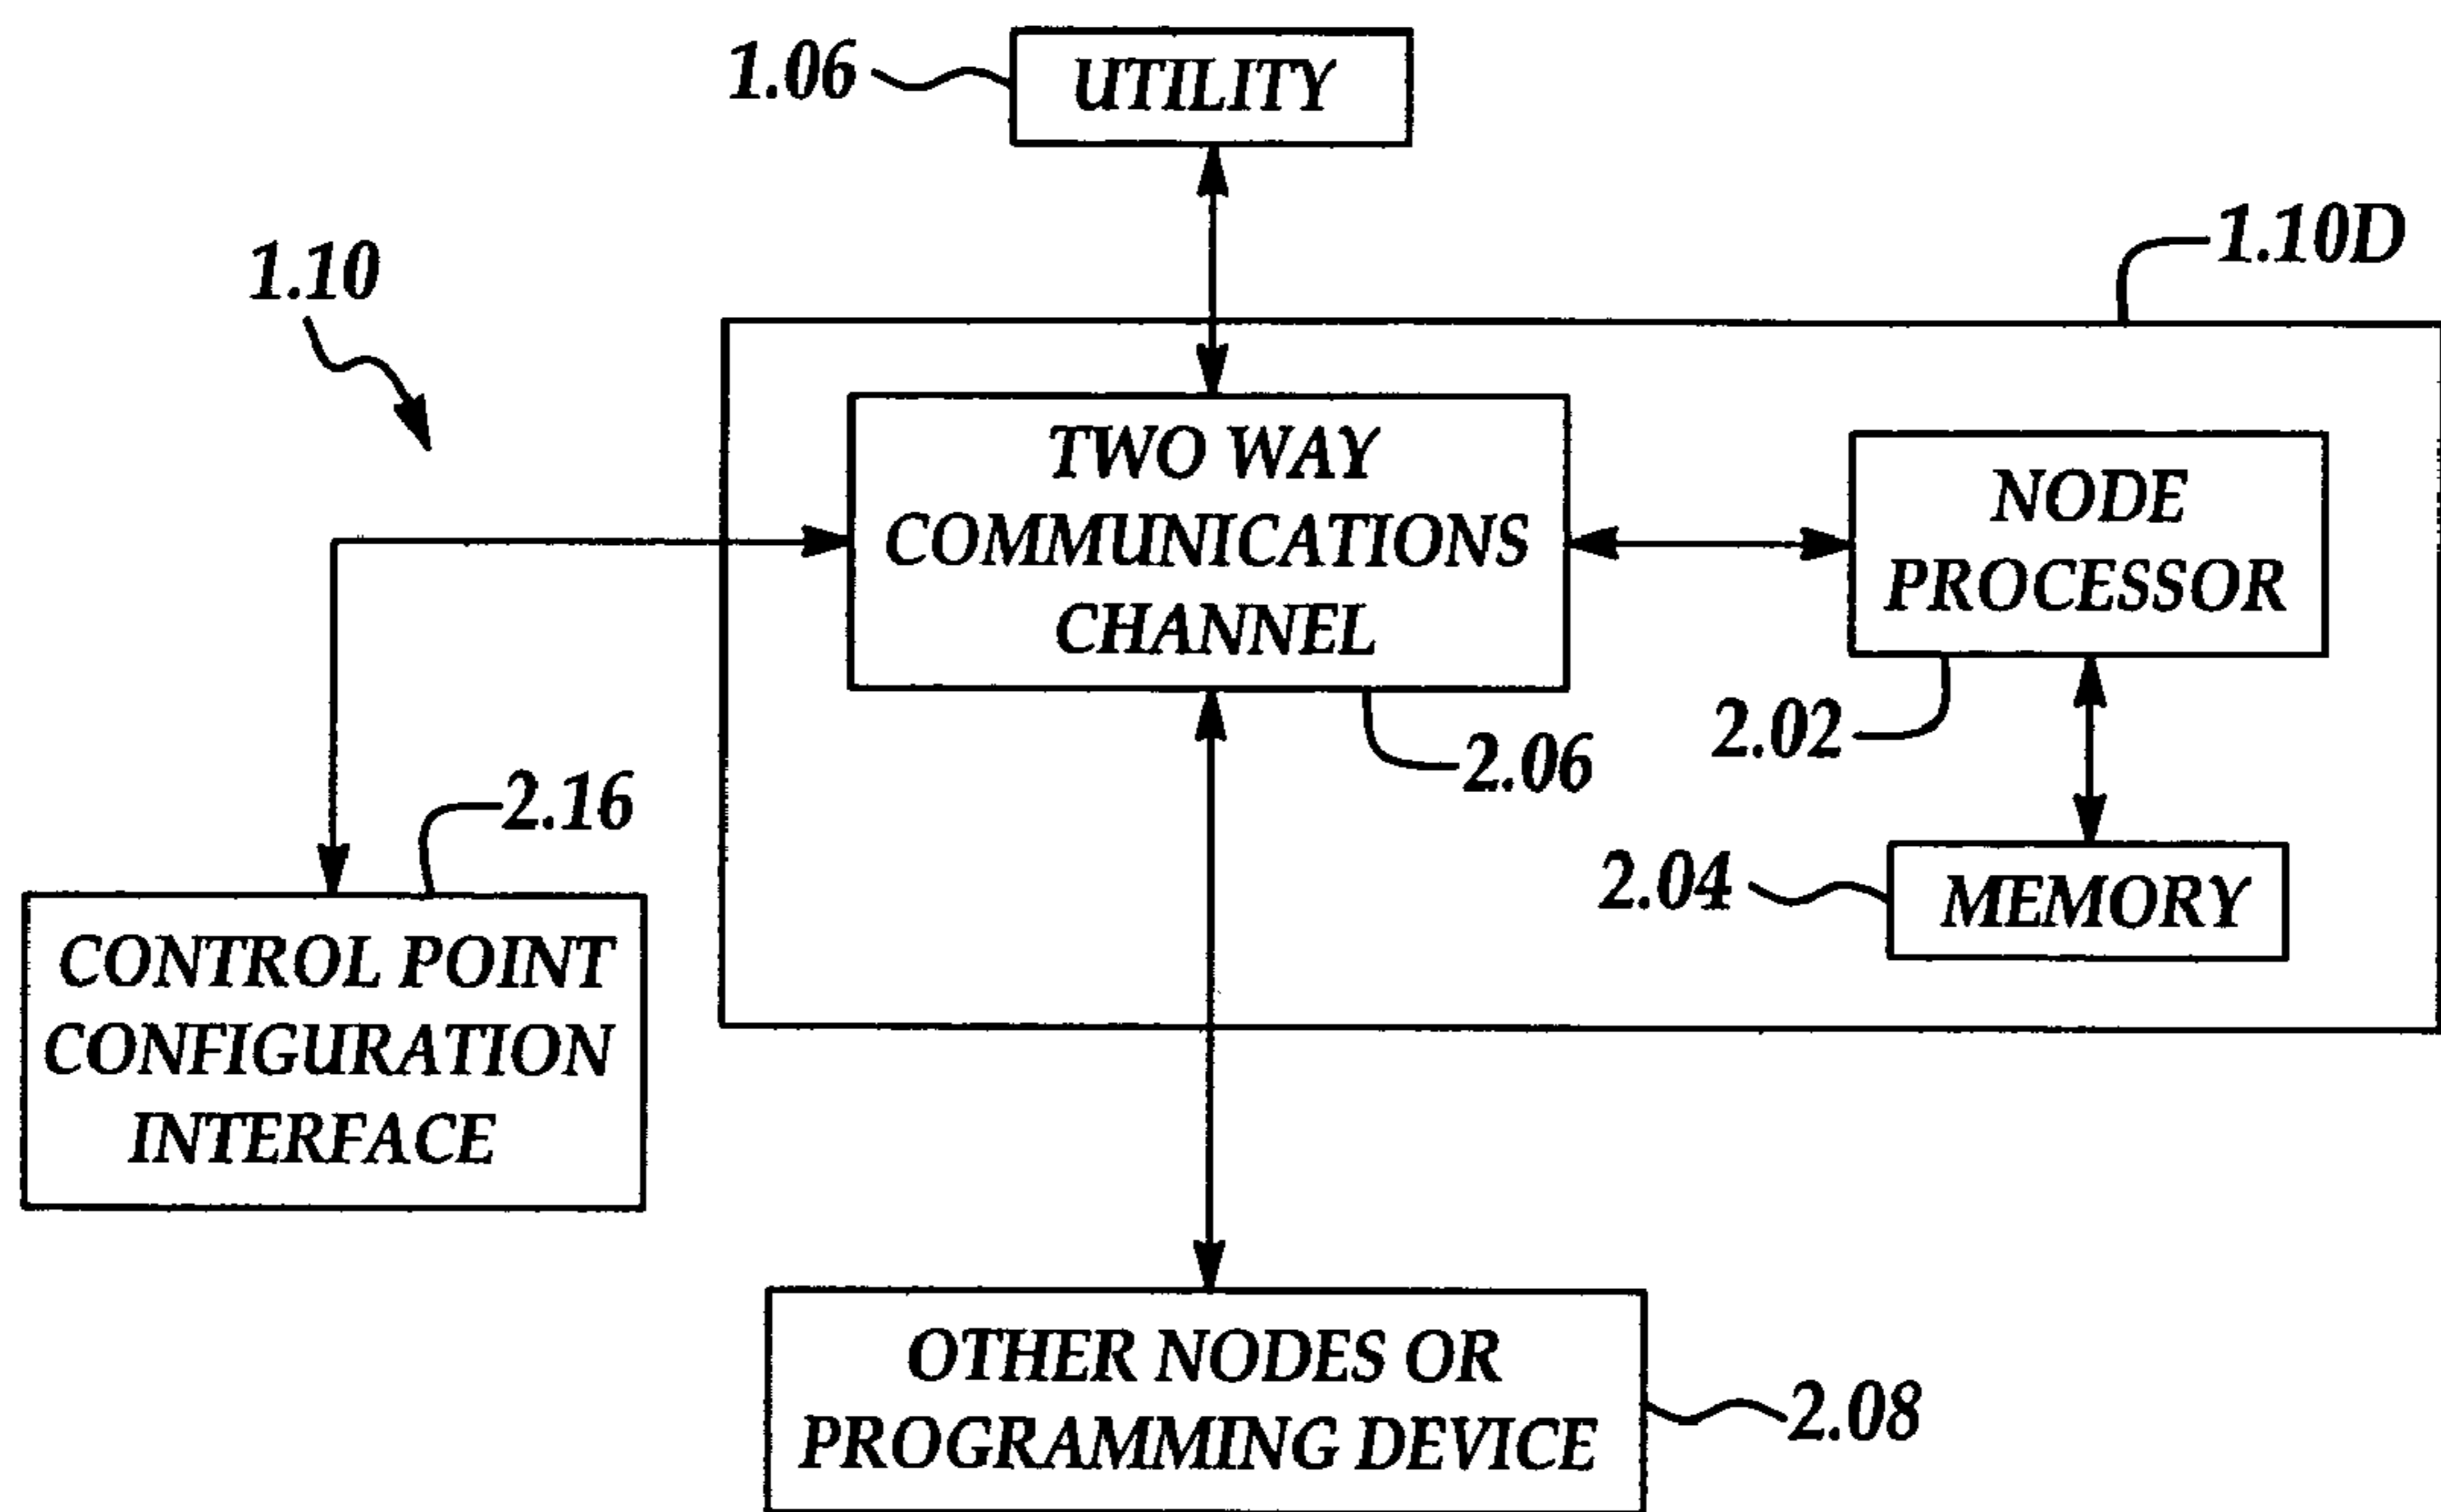 1.06
UTILITY
1.10
1.10D
TWO WAY
COMMUNICATIONS
CHANNEL
NODE
PROCESSOR
2.02
2.06
2.16
2.04
MEMORY
CONTROL POINT
CONFIGURATION
INTERFACE
OTHER NODES OR
PROGRAMMING DEVICE
2.08